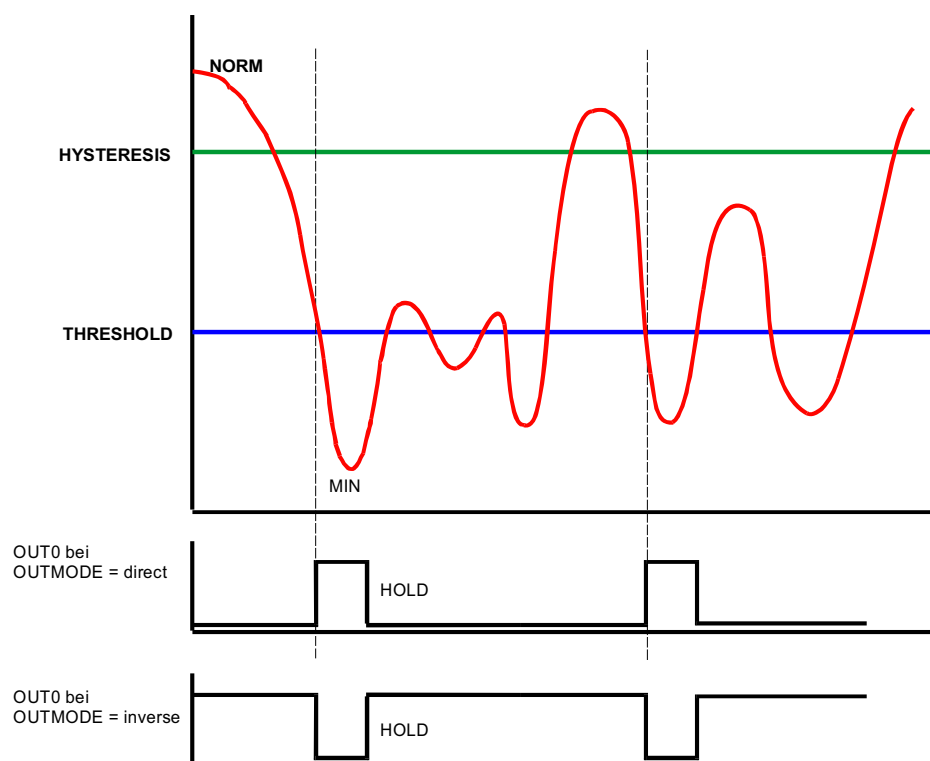 NORM
HYSTERESIS
THRESHOLD
MIN
OUT0 bei
OUTMODE = direct
HOLD
OUT0 bei
OUTMODE = inverse
HOLD